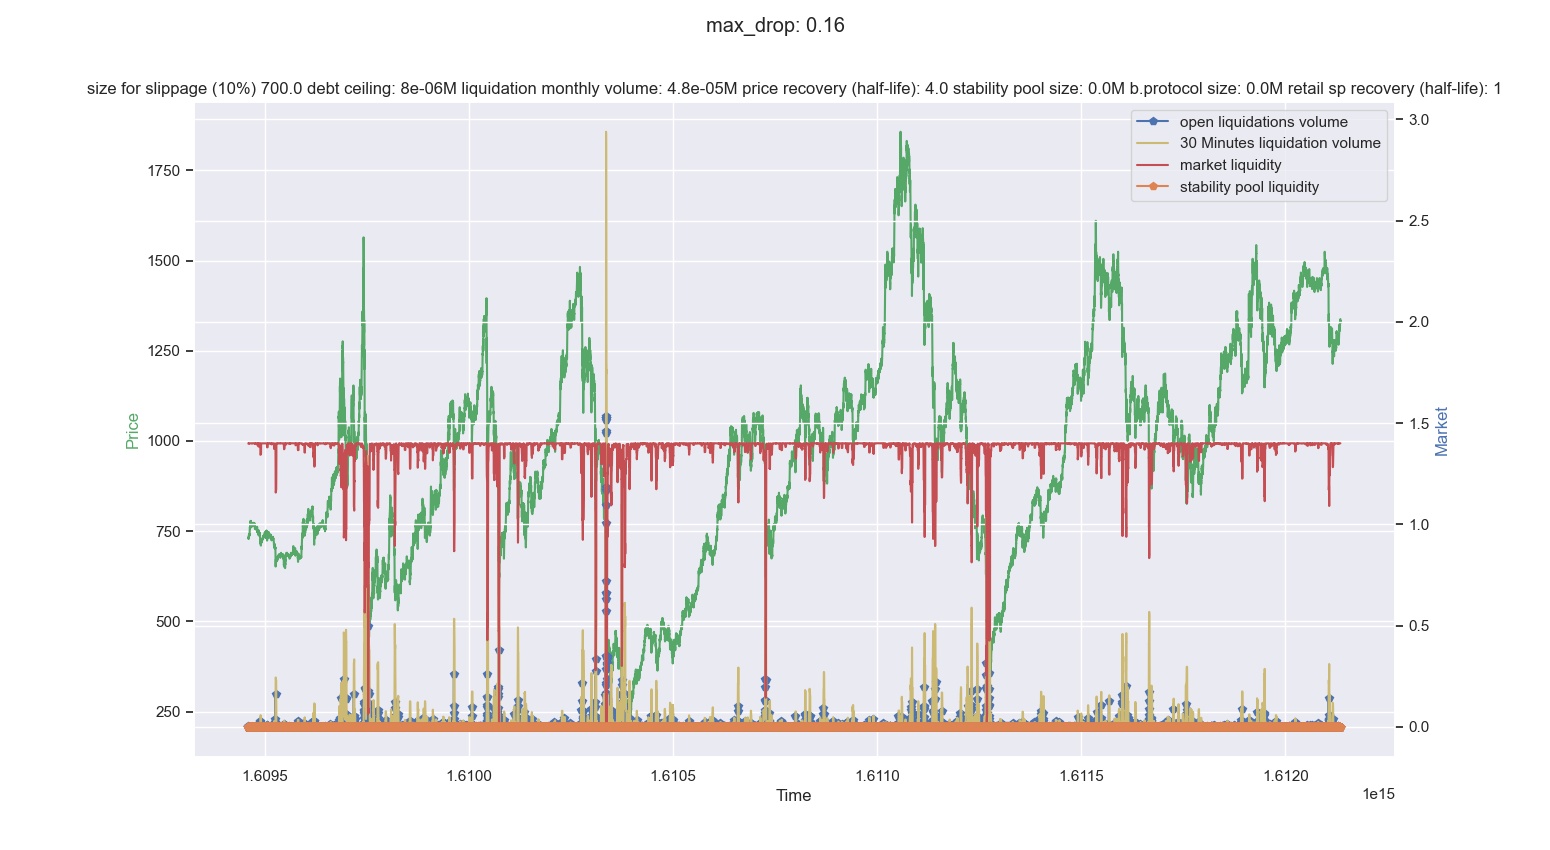 max_drop: 0.16
size for slippage (10%) 700.0 debt ceiling: 8e-06M liquidation monthly volume: 4.8e-05M price recovery (half-life): 4.0 stability pool size: 0.0M b.protocol size: 0.0M retail sp recovery (half-life): 1
open liquidations volume
30 Minutes liquidation volume
market liquidity
stability pool liquidity
1750
1500
1250
1000
750
500
250
Price
3.0
2.5
2.0
1.5
1.0
0.5
0.0
Market
1.6095
1.6100
1.6105
1.6110
1.6115
1.6120
Time
1e15